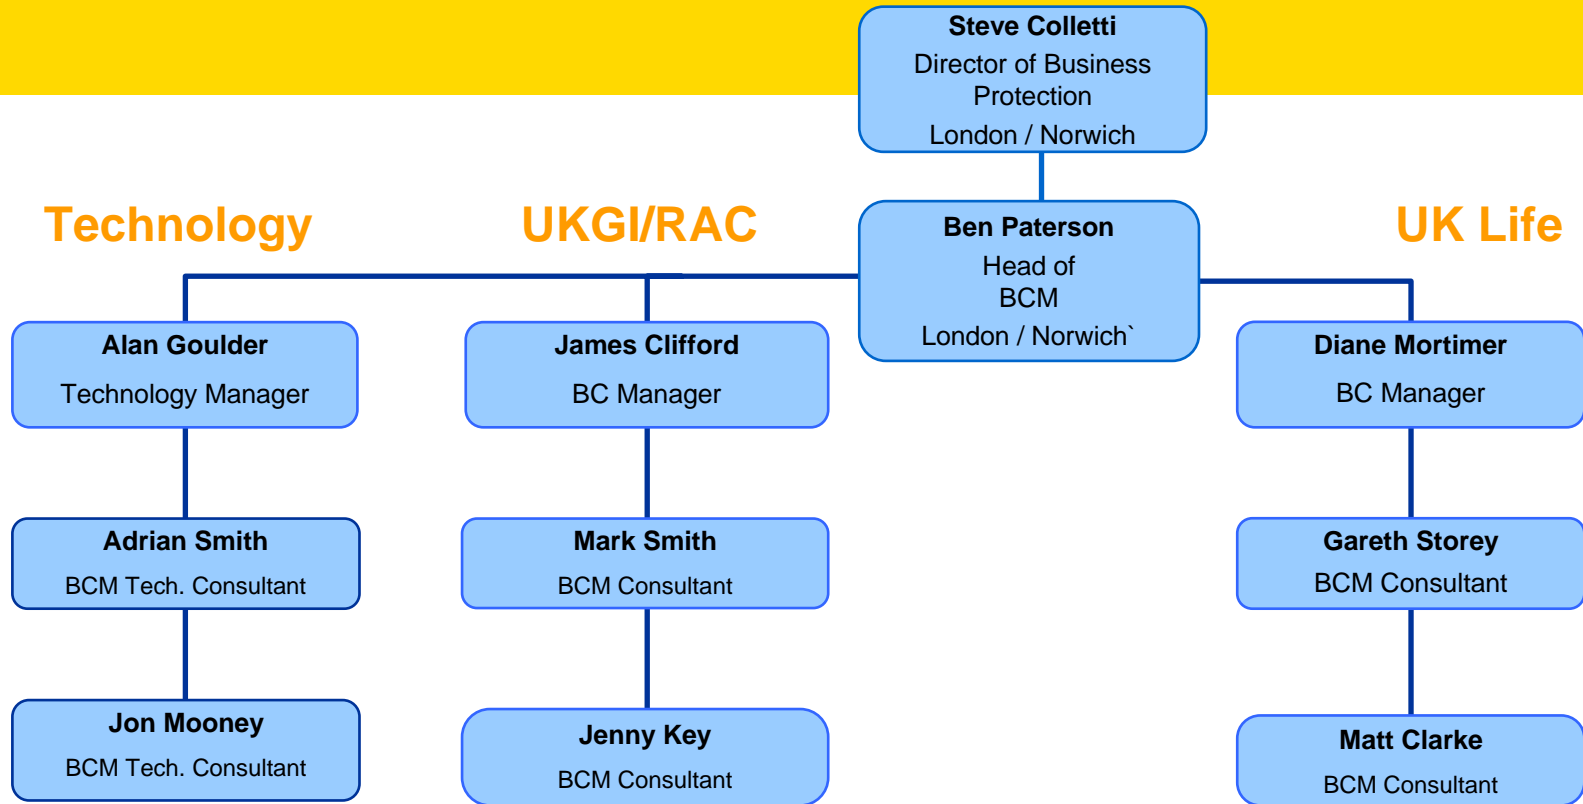 Steve Colletti
Director of Business
Protection
London / Norwich
Technology
UKGI/RAC
UK Life
Ben Paterson
Head of
BCM
London / Norwich`
Alan Goulder
Technology Manager
James Clifford
BC Manager
Diane Mortimer
BC Manager
Adrian Smith
BCM Tech. Consultant
Mark Smith
BCM Consultant
Gareth Storey
BCM Consultant
Jon Mooney
BCM Tech. Consultant
Jenny Key
BCM Consultant
Matt Clarke
BCM Consultant